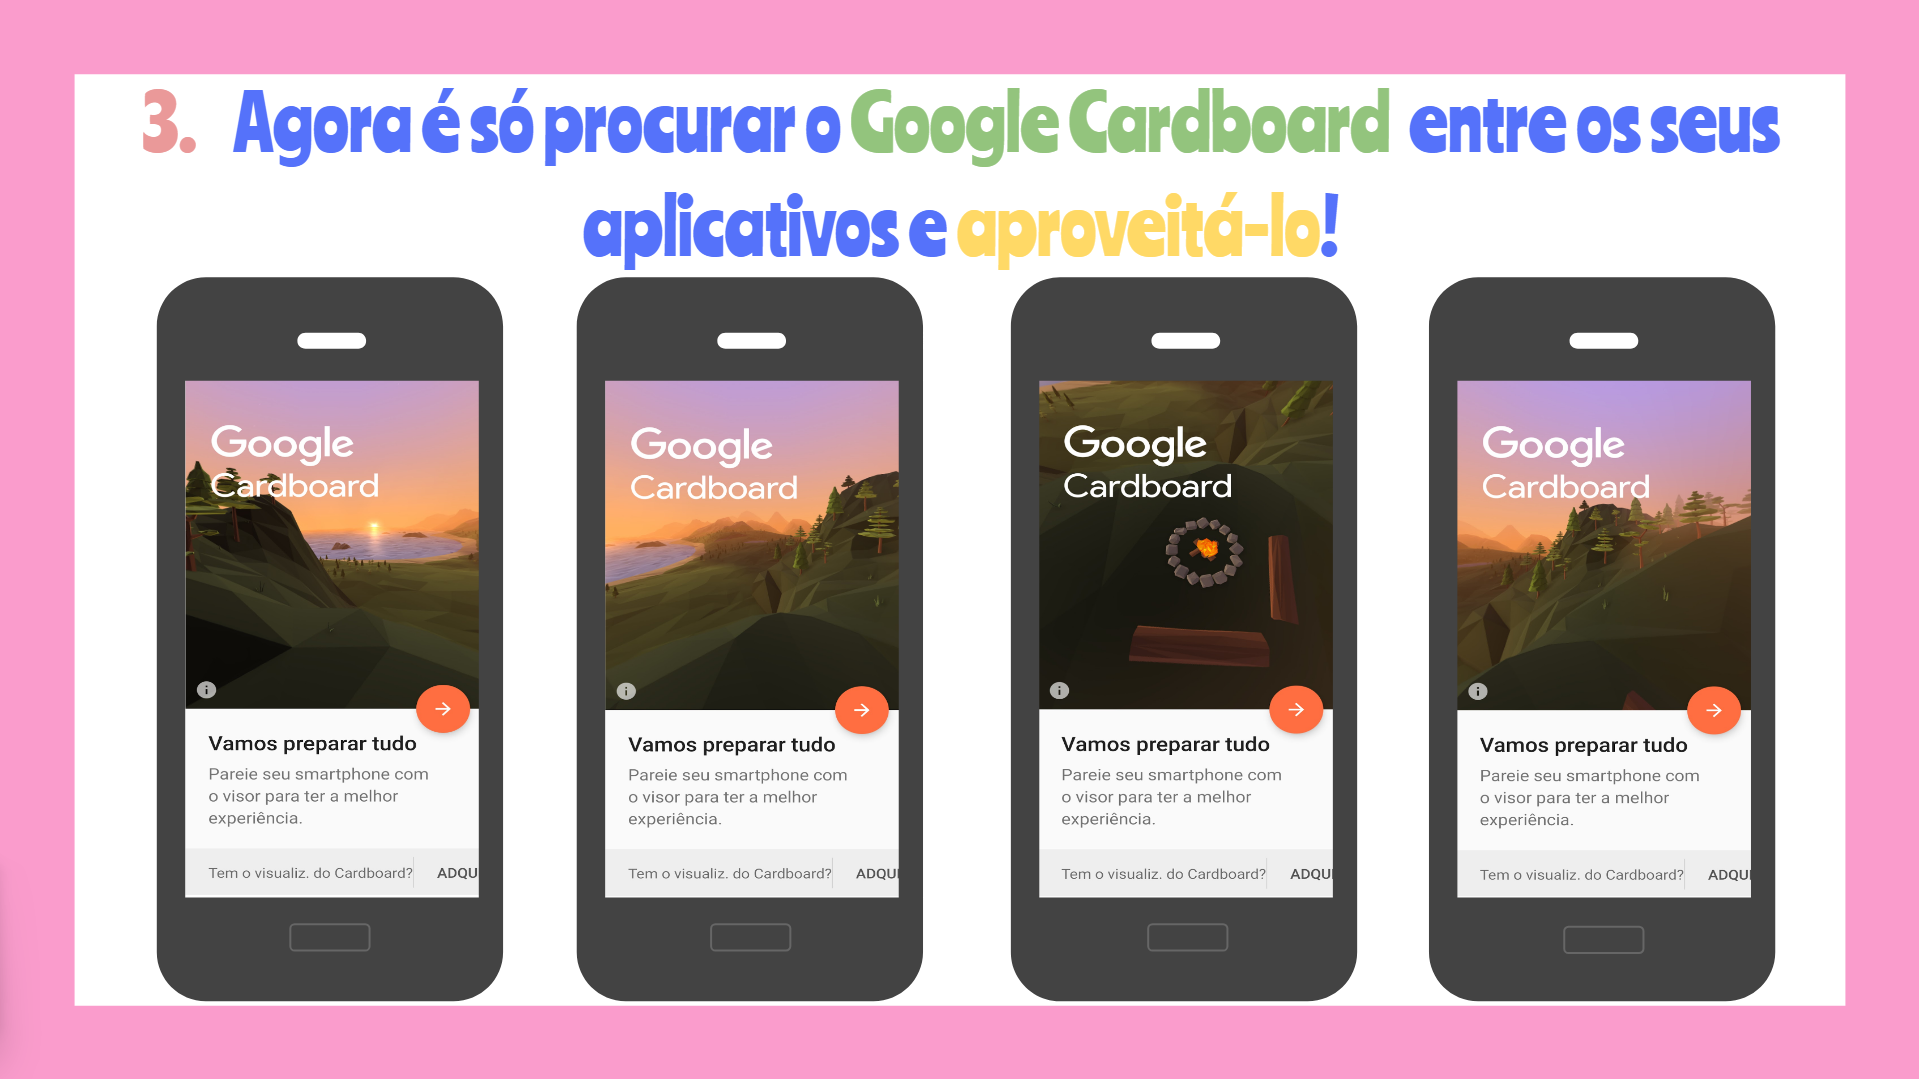 3. Agora é só procurar o Google Cardboard entre os seus
aplicativos e aproveitá-lo!
Google
Cardboard
Vamos preparar tudo
Pareie seu smartphone com
o visor para ter a melhor
experiência.
Tem o visualiz. do Cardboard? ADQU
Google
Cardboard
Vamos preparar tudo
Pareie seu smartphone com
o visor para ter a melhor
experiência.
Tem o visualiz. do Cardboard? ADQUI
Google
Cardboard
Vamos preparar tudo
Pareie seu smartphone com
o visor para ter a melhor
experiência.
Tem o visualiz. do Cardboard? ADQUI
Google
Cardboard
Vamos preparar tudo
Pareie seu smartphone com
o visor para ter a melhor
experiência.
Tem o visualiz. do Cardboard? ADQUI